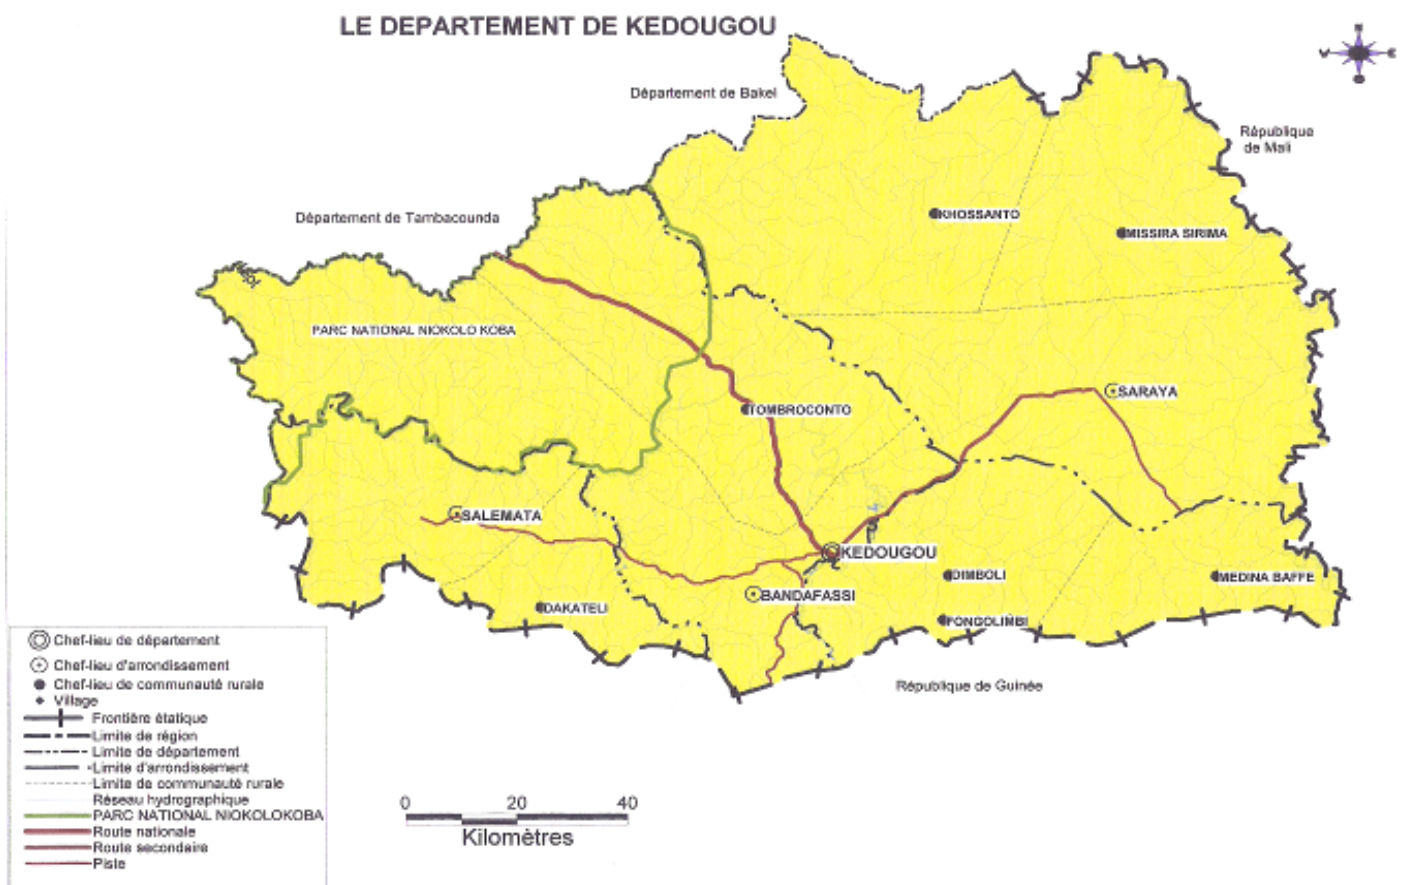 LE DEPARTEMENT DE KEDOUGOU
Département de Bakel
République
de Mali
Département de Tambacounda
KHOSSANTO
MISSIRA SIRIMA
PARC NATIONAL NIOKOLO KOBA
SARAYA
TOMBROCONTO
SALEMATA
KEDOUGOU
DIMBOLI
MEDINA BAFFE
BANDAFASSI
DAKATELI
FONGOLIMBI
République de Guinée
Chef-lieu de département
Chef-lieu d'arrondissement
Chef-lieu de communauté rurale
Village
Frontière étatique
Limite de région
Limite de département
Limite d'arrondissement
Limite de communauté rurale
Réseau hydrographique
PARC NATIONAL NIOKOLOKOBA
Route nationale
Route secondaire
Piste
0 20 40
Kilomètres